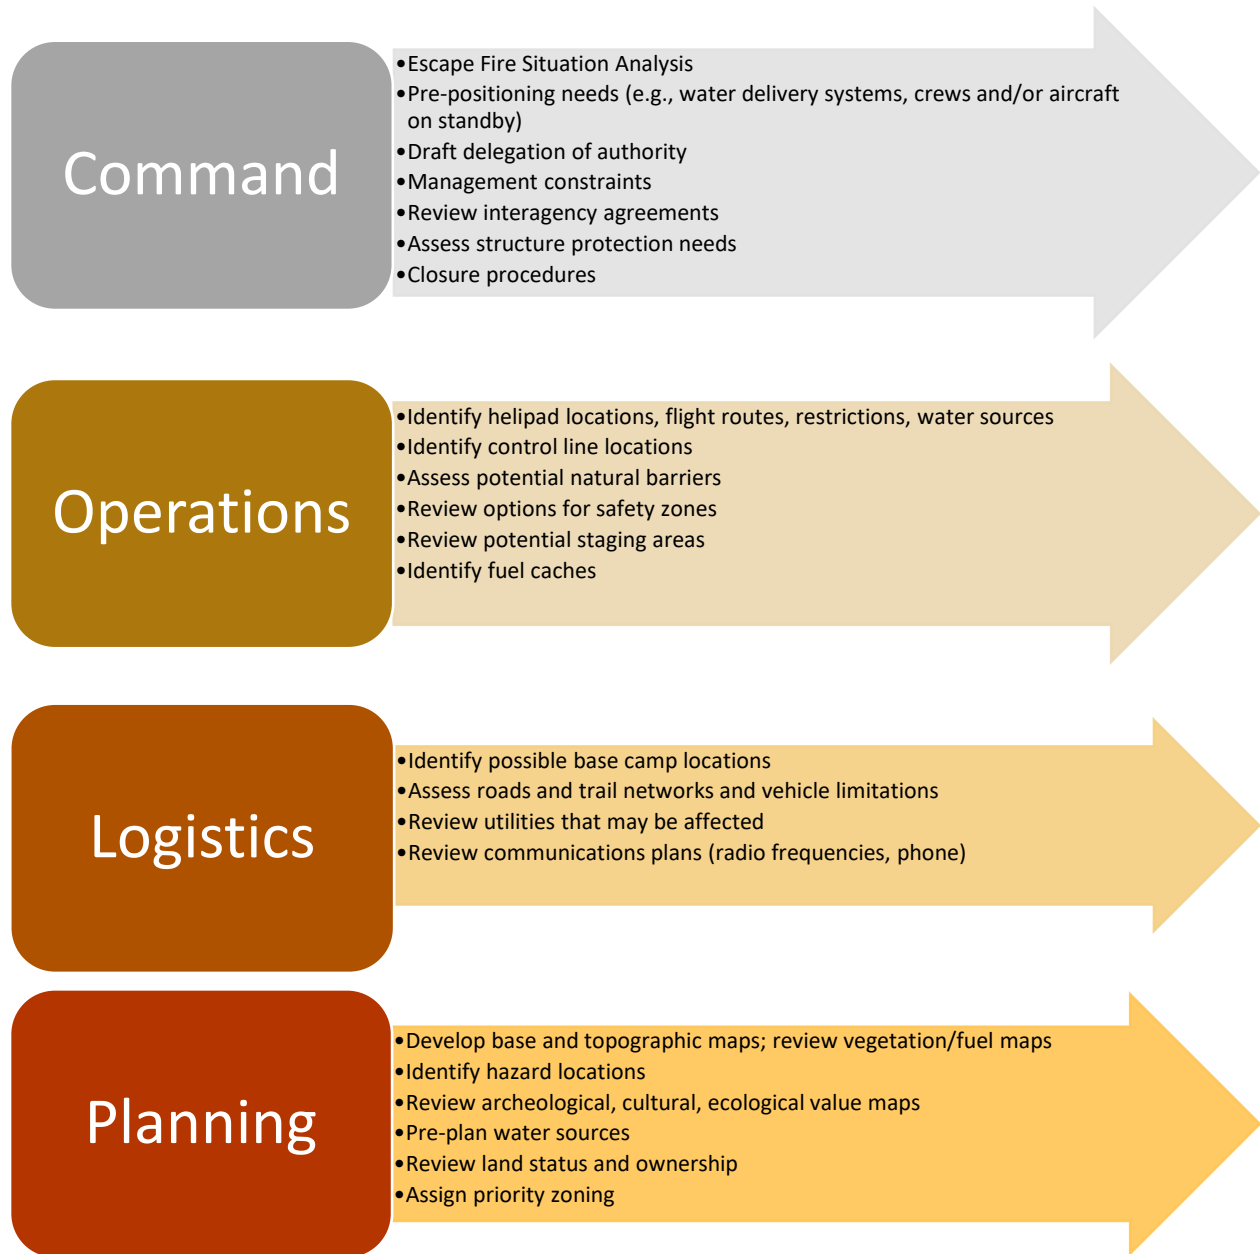 Command
•Escape Fire Situation Analysis
•Pre-positioning needs (e.g., water delivery systems, crews and/or aircraft
on standby)
•Draft delegation of authority
•Management constraints
•Review interagency agreements
•Assess structure protection needs
•Closure procedures
Operations
•Identify helipad locations, flight routes, restrictions, water sources
•Identify control line locations
•Assess potential natural barriers
•Review options for safety zones
•Review potential staging areas
•Identify fuel caches
Logistics
•Identify possible base camp locations
•Assess roads and trail networks and vehicle limitations
•Review utilities that may be affected
•Review communications plans (radio frequencies, phone)
Planning
•Develop base and topographic maps; review vegetation/fuel maps
•Identify hazard locations
•Review archeological, cultural, ecological value maps
•Pre-plan water sources
•Review land status and ownership
•Assign priority zoning